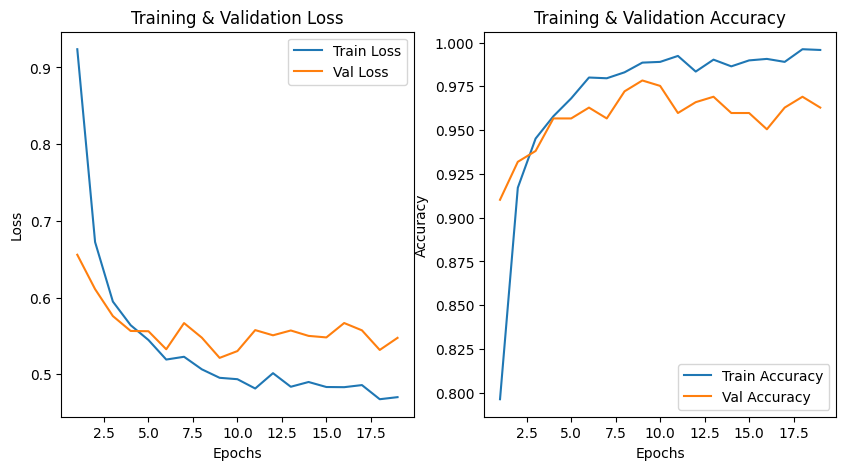 Training & Validation Loss
Train Loss
Val Loss
0.9
0.8
0.7
0.6
0.5
Loss
2.5 5.0 7.5 10.0 12.5 15.0 17.5
Epochs
Training & Validation Accuracy
1.000
0.975
0.950
0.925
0.900
0.875
0.850
0.825
0.800
Accuracy
Train Accuracy
Val Accuracy
2.5 5.0 7.5 10.0 12.5 15.0 17.5
Epochs